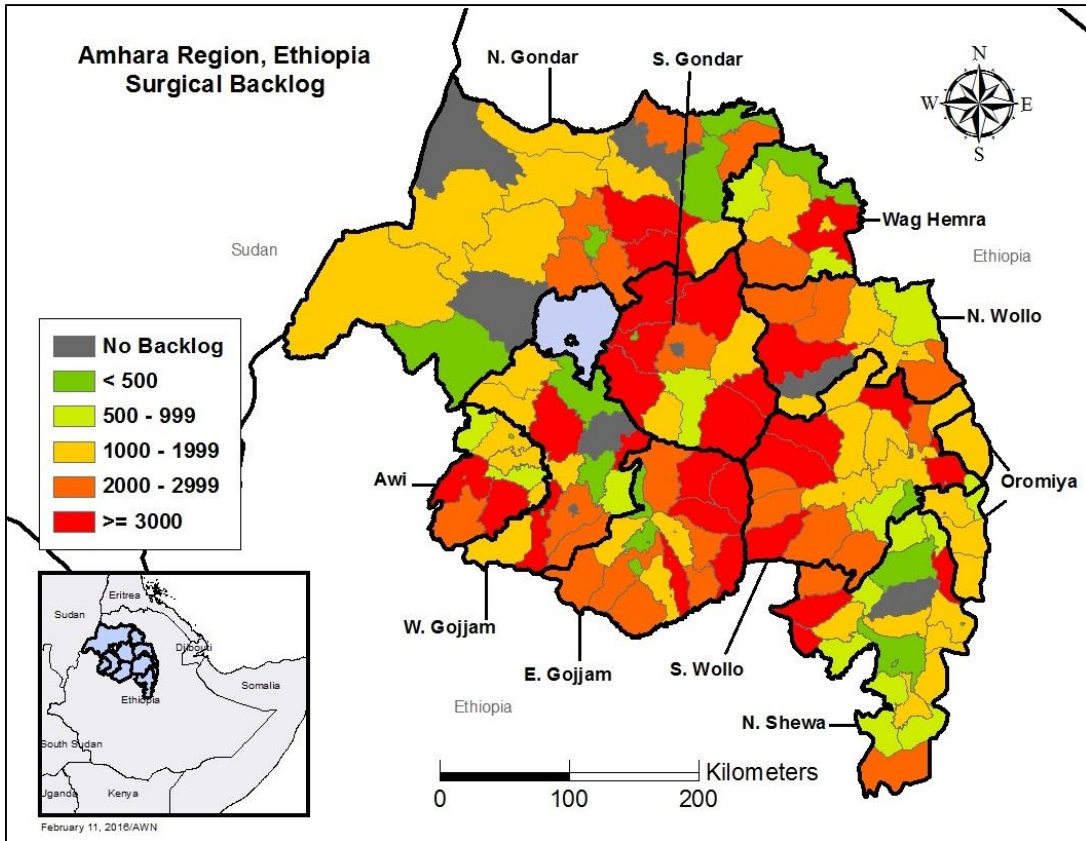 Amhara Region, Ethiopia
Surgical Backlog
N. Gondar
S. Gondar
N
W E
S
Wag Hemra
Sudan
Ethiopia
N. Wollo
No Backlog
< 500
500 - 999
1000 - 1999
2000 - 2999
>= 3000
Awi
Oromiya
W. Gojjam
E. Gojjam
S. Wollo
Ethiopia
N. Shewa
Kilometers
0 100 200
Eritrea
Sudan
Djibouti
Somalia
Ethiopia
South Sudan
Uganda
Kenya
February 11, 2016/AWN